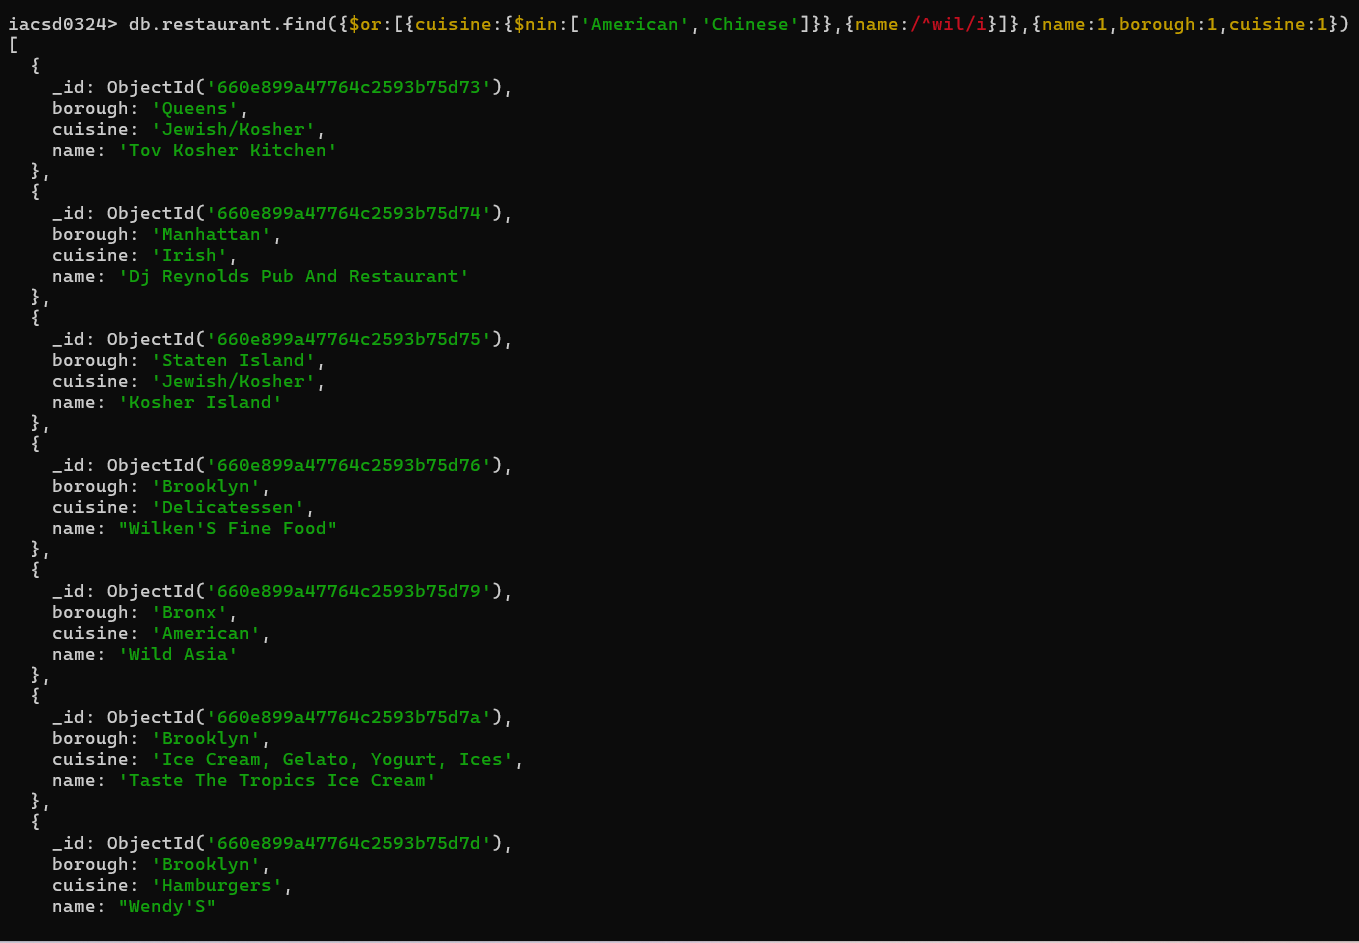 iacsd0324> db.restaurant.find({$or:[{cuisine:{$nin:['American','Chinese']}},{name:/^wil/i}]},{name:1,borough:1,cuisine:1})
[
  {
    _id: ObjectId('660e899a47764c2593b75d73'),
    borough: 'Queens',
    cuisine: 'Jewish/Kosher',
    name: 'Tov Kosher Kitchen'
  },
  {
    _id: ObjectId('660e899a47764c2593b75d74'),
    borough: 'Manhattan',
    cuisine: 'Irish',
    name: 'Dj Reynolds Pub And Restaurant'
  },
  {
    _id: ObjectId('660e899a47764c2593b75d75'),
    borough: 'Staten Island',
    cuisine: 'Jewish/Kosher',
    name: 'Kosher Island'
  },
  {
    _id: ObjectId('660e899a47764c2593b75d76'),
    borough: 'Brooklyn',
    cuisine: 'Delicatessen',
    name: "Wilken'S Fine Food"
  },
  {
    _id: ObjectId('660e899a47764c2593b75d79'),
    borough: 'Bronx',
    cuisine: 'American',
    name: 'Wild Asia'
  },
  {
    _id: ObjectId('660e899a47764c2593b75d7a'),
    borough: 'Brooklyn',
    cuisine: 'Ice Cream, Gelato, Yogurt, Ices',
    name: 'Taste The Tropics Ice Cream'
  },
  {
    _id: ObjectId('660e899a47764c2593b75d7d'),
    borough: 'Brooklyn',
    cuisine: 'Hamburgers',
    name: "Wendy'S"